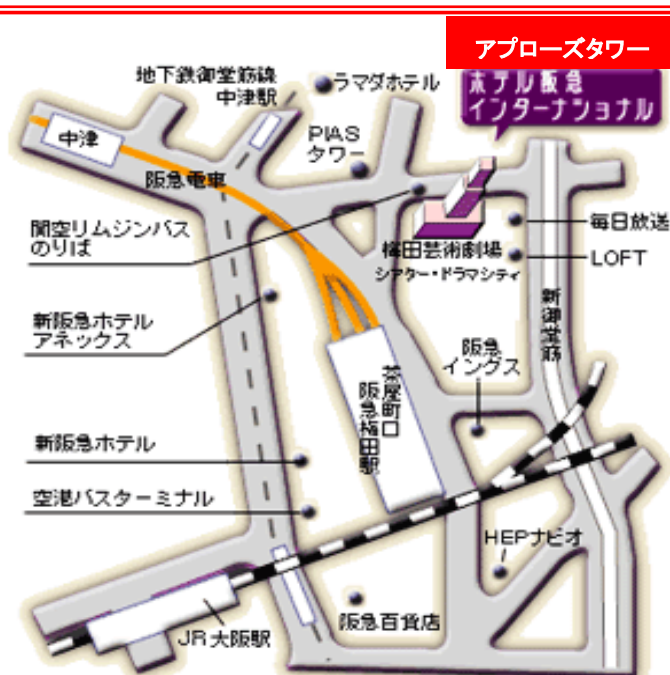 アプローズタワー
地下鉄御堂筋線
中津駅
ラマダホテル
ホテル阪急
インターナショナル
中津
PIAS
タワー
阪急電車
関空リムジンバス
のりば
毎日放送
梅田芸術劇場
シアター・ドラマシティ
LOFT
新御堂筋
新阪急ホテル
アネックス
阪急
イングス
茶屋町口
阪急梅田駅
新阪急ホテル
空港バスターミナル
HEPナビオ
阪急百貨店
JR大阪駅